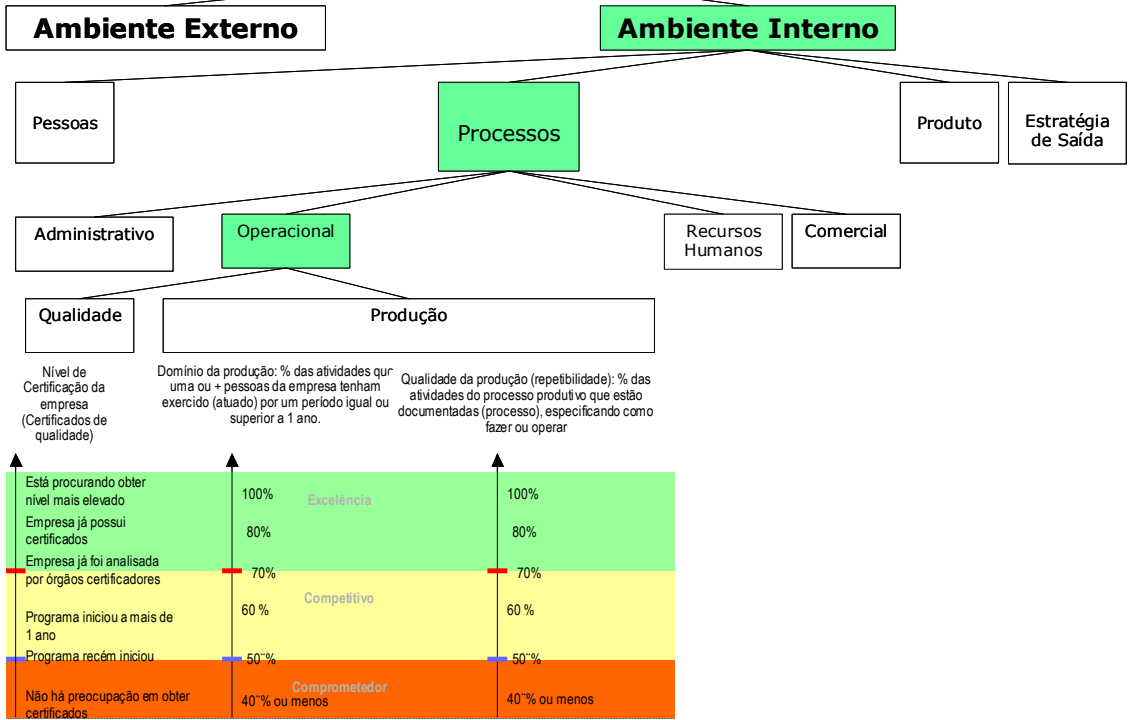 Ambiente Externo
Ambiente Interno
Pessoas
Processos
Produto
Estratégia
de Saída
Administrativo
Operacional
Recursos
Humanos
Comercial
Qualidade
Produção
Nível de
Certificação da
empresa
(Certificados de
qualidade)
Domínio da produção: % das atividades que
uma ou + pessoas da empresa tenham
exercido (atuado) por um período igual ou
superior a 1 ano.
Qualidade da produção (repetibilidade): % das
atividades do processo produtivo que estão
documentadas (processo), especificando como
fazer ou operar
Está procurando obter
nível mais elevado
Empresa já possui
certificados
Empresa já foi analisada
por órgãos certificadores
Programa iniciou a mais de
1 ano
Programa recém iniciou
Não há preocupação em obter
certificados
100%
80%
70%
60 %
50¨%
40¨% ou menos
Excelência
Competitivo
Comprometedor
100%
80%
70%
60 %
50¨%
40¨% ou menos